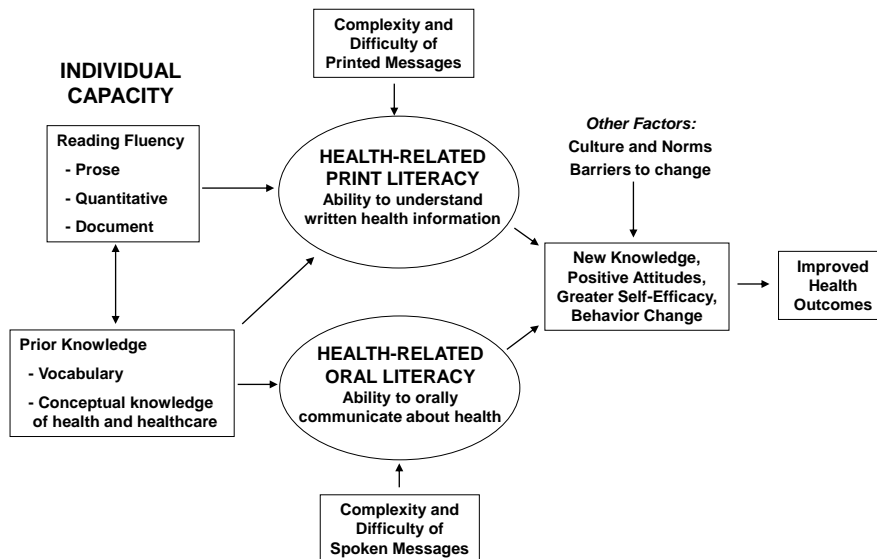 Complexity and
Difficulty of
Printed Messages
INDIVIDUAL
CAPACITY
Reading Fluency
- Prose
- Quantitative
- Document
HEALTH-RELATED
PRINT LITERACY
Ability to understand
written health information
Other Factors:
Culture and Norms
Barriers to change
New Knowledge,
Positive Attitudes,
Greater Self-Efficacy,
Behavior Change
Improved
Health
Outcomes
Prior Knowledge
- Vocabulary
- Conceptual knowledge
of health and healthcare
HEALTH-RELATED
ORAL LITERACY
Ability to orally
communicate about health
Complexity and
Difficulty of
Spoken Messages